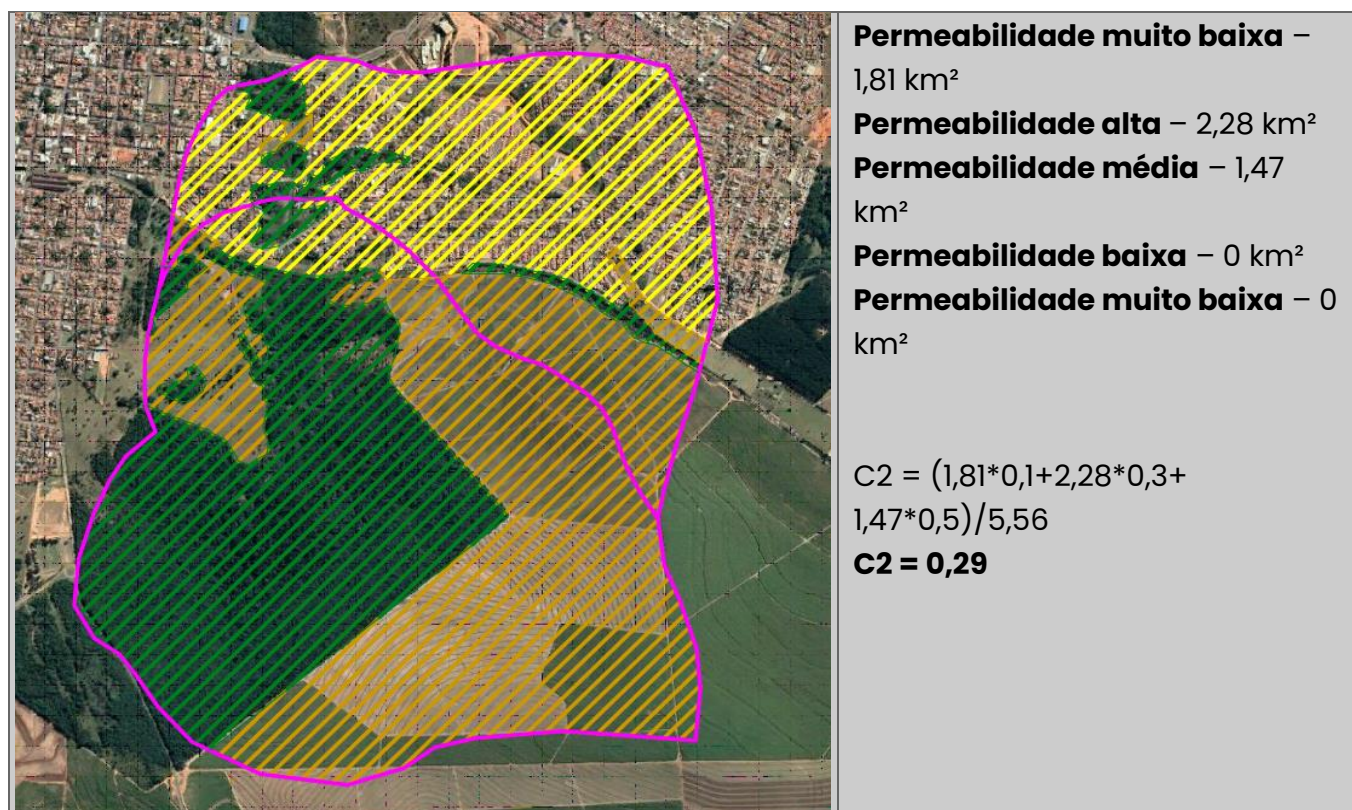 Permeabilidade muito baixa –
1,81 km²
Permeabilidade alta – 2,28 km²
Permeabilidade média – 1,47
km²
Permeabilidade baixa – 0 km²
Permeabilidade muito baixa – 0
km²
C2 = (1,81*0,1+2,28*0,3+
1,47*0,5)/5,56
C2 = 0,29